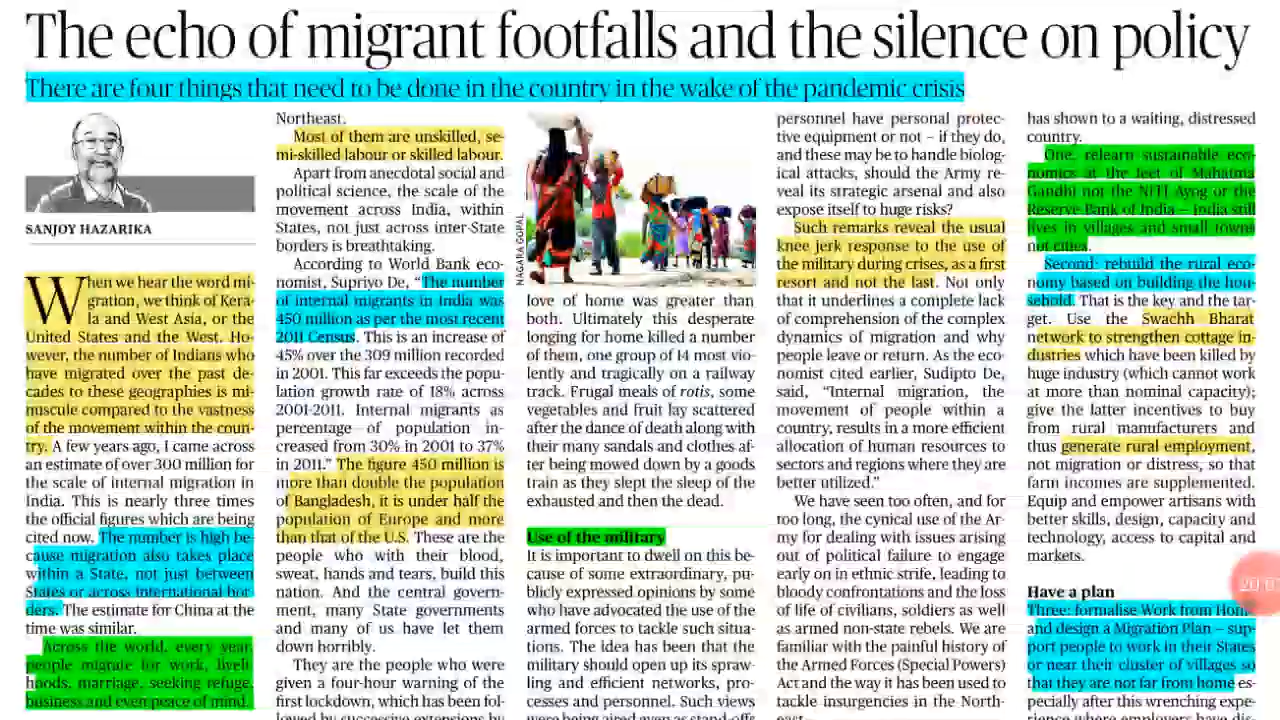 The echo of migrant footfalls and the silence on policy
There are four things that need to be done in the country in the wake of the pandemic crisis
SANJOY HAZARIKA
When we hear the word mi-
gration, we think of Kera-
la and West Asia, or the
United States and the West. Ho-
wever, the number of Indians who
have migrated over the past de-
cades to these geographies is mi-
nuscule compared to the vastness
of the movement within the coun-
try. A few years ago, I came across
an estimate of over 300 million for
the scale of internal migration in
India. This is nearly three times
the official figures which are being
cited now. The number is high be-
cause migration also takes place
within a State, not just between
States or across international bor-
ders. The estimate for China at the
time was similar.
Across the world, every year,
people migrate for work, liveli-
hoods, marriage, seeking refuge,
business and even peace of mind.
Northeast.
Most of them are unskilled, se-
mi-skilled labour or skilled labour.
Apart from anecdotal social and
political science, the scale of the
movement across India, within
States, not just across inter-State
borders is breathtaking.
According to World Bank eco-
nomist, Supriyo De, “The number
of internal migrants in India was
450 million as per the most recent
2011 Census. This is an increase of
45% over the 309 million recorded
in 2001. This far exceeds the popu-
lation growth rate of 18% across
2001-2011. Internal migrants as
percentage of population in-
creased from 30% in 2001 to 37%
in 2011.” The figure 450 million is
more than double the population
of Bangladesh, it is under half the
population of Europe and more
than that of the U.S. These are the
people who with their blood,
sweat, hands and tears, build this
nation. And the central govern-
ment, many State governments
and many of us have let them
down horribly.
They are the people who were
given a four-hour warning of the
first lockdown, which has been fol-
lowed by successive extensions by
NAGARA GOPAL
love of home was greater than
both. Ultimately this desperate
longing for home killed a number
of them, one group of 14 most vio-
lently and tragically on a railway
track. Frugal meals of rotis, some
vegetables and fruit lay scattered
after the dance of death along with
their many sandals and clothes af-
ter being mowed down by a goods
train as they slept the sleep of the
exhausted and then the dead.
Use of the military
It is important to dwell on this be-
cause of some extraordinary, pu-
blicly expressed opinions by some
who have advocated the use of the
armed forces to tackle such situa-
tions. The idea has been that the
military should open up its spraw-
ling and efficient networks, pro-
cesses and personnel. Such views
were being aired even as stand-offs
personnel have personal protec-
tive equipment or not – if they do,
and these may be to handle biolog-
ical attacks, should the Army re-
veal its strategic arsenal and also
expose itself to huge risks?
Such remarks reveal the usual
knee jerk response to the use of
the military during crises, as a first
resort and not the last. Not only
that it underlines a complete lack
of comprehension of the complex
dynamics of migration and why
people leave or return. As the eco-
nomist cited earlier, Sudipto De,
said, “Internal migration, the
movement of people within a
country, results in a more efficient
allocation of human resources to
sectors and regions where they are
better utilized.”
We have seen too often, and for
too long, the cynical use of the Ar-
my for dealing with issues arising
out of political failure to engage
early on in ethnic strife, leading to
bloody confrontations and the loss
of life of civilians, soldiers as well
as armed non-state rebels. We are
familiar with the painful history of
the Armed Forces (Special Powers)
Act and the way it has been used to
tackle insurgencies in the North-
east.
has shown to a waiting, distressed
country.
One, relearn sustainable eco-
nomics at the feet of Mahatma
Gandhi not the NITI Ayog or the
Reserve Bank of India – india still
lives in villages and small towns
not cities.
Second: rebuild the rural eco-
nomy based on building the hou-
sehold. That is the key and the tar-
get. Use the Swachh Bharat
network to strengthen cottage in-
dustries which have been killed by
huge industry (which cannot work
at more than nominal capacity);
give the latter incentives to buy
from rural manufacturers and
thus generate rural employment,
not migration or distress, so that
farm incomes are supplemented.
Equip and empower artisans with
better skills, design, capacity and
technology, access to capital and
markets.
Have a plan
Three: formalise Work from Home
and design a Migration Plan – sup-
port people to work in their States
or near their cluster of villages so
that they are not far from home es-
pecially after this wrenching expe-
rience where employers have dis-